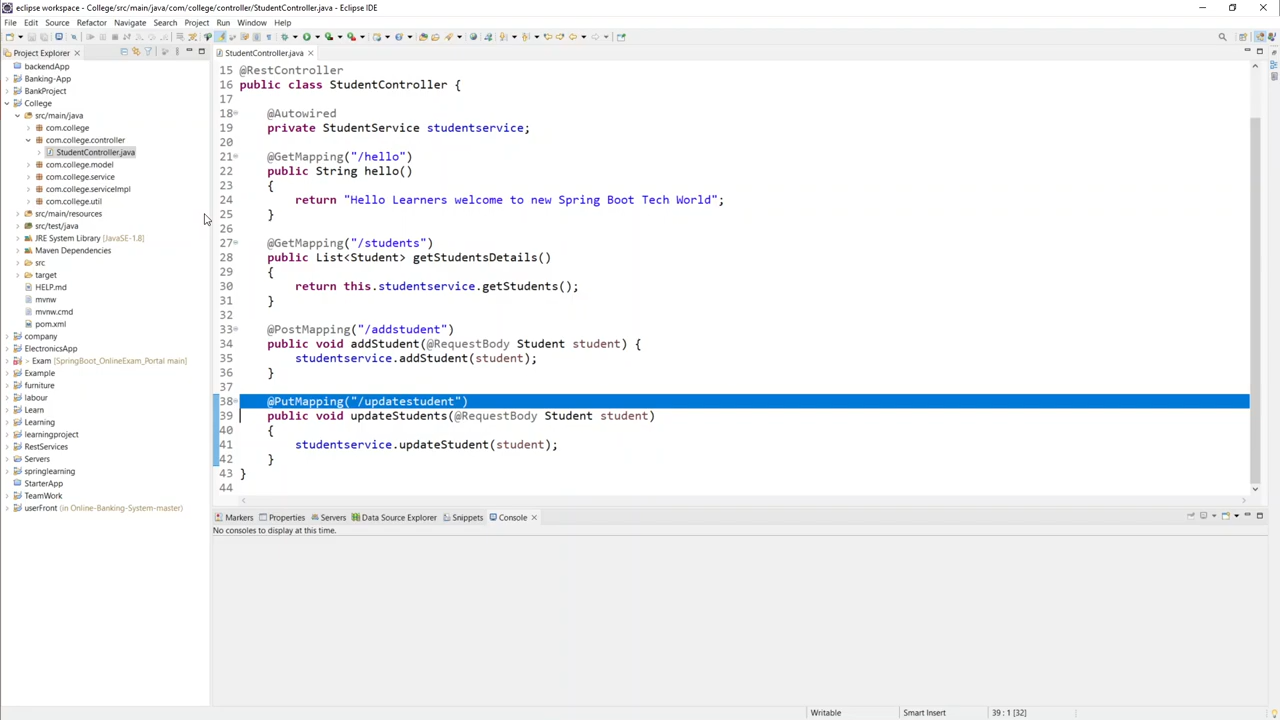 eclipse workspace - College/src/main/java/com/college/controller/StudentController.java - Eclipse IDE
File Edit Source Refactor Navigate Search Project Run Window Help
Project Explorer
StudentController.java
backendApp
Banking-App
BankProject
College
src/main/java
com.college
com.college.controller
StudentController.java
com.college.model
com.college.service
com.college.serviceImpl
com.college.util
src/main/resources
src/test/java
JRE System Library [JavaSE-1.8]
Maven Dependencies
src
target
HELP.md
mvnw
mvnw.cmd
pom.xml
company
ElectronicsApp
> Exam [SpringBoot_OnlineExam_Portal main]
Example
furniture
labour
Learn
Learning
learningproject
RestServices
Servers
springlearning
StarterApp
TeamWork
userFront (in Online-Banking-System-master)
15 @RestController
16 public class StudentController {
17
18 @Autowired
19 private StudentService studentservice;
20
21 @GetMapping("/hello")
22 public String hello()
23 {
24 return "Hello Learners welcome to new Spring Boot Tech World";
25 }
26
27 @GetMapping("/students")
28 public List<Student> getStudentsDetails()
29 {
30 return this.studentservice.getStudents();
31 }
32
33 @PostMapping("/addstudent")
34 public void addStudent(@RequestBody Student student) {
35 studentservice.addStudent(student);
36 }
37
38 @PutMapping("/updatestudent")
39 public void updateStudents(@RequestBody Student student)
40 {
41 studentservice.updateStudent(student);
42 }
43 }
44
Markers Properties Servers Data Source Explorer Snippets Console
No consoles to display at this time.
Writable Smart Insert 39 : 1 [32]